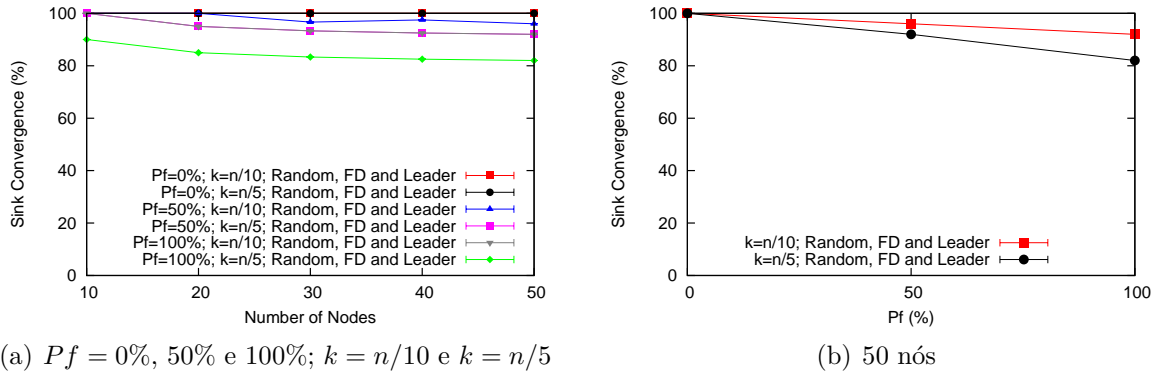 100
80
60
40
20
0
Sink Convergence (%)
Pf=0%; k=n/10; Random, FD and Leader
Pf=0%; k=n/5; Random, FD and Leader
Pf=50%; k=n/10; Random, FD and Leader
Pf=50%; k=n/5; Random, FD and Leader
Pf=100%; k=n/10; Random, FD and Leader
Pf=100%; k=n/5; Random, FD and Leader
10 20 30 40 50
Number of Nodes
(a) Pf = 0%, 50% e 100%; k = n/10 e k = n/5
100
80
60
40
20
0
Sink Convergence (%)
k=n/10; Random, FD and Leader
k=n/5; Random, FD and Leader
0 50 100
Pf (%)
(b) 50 nós